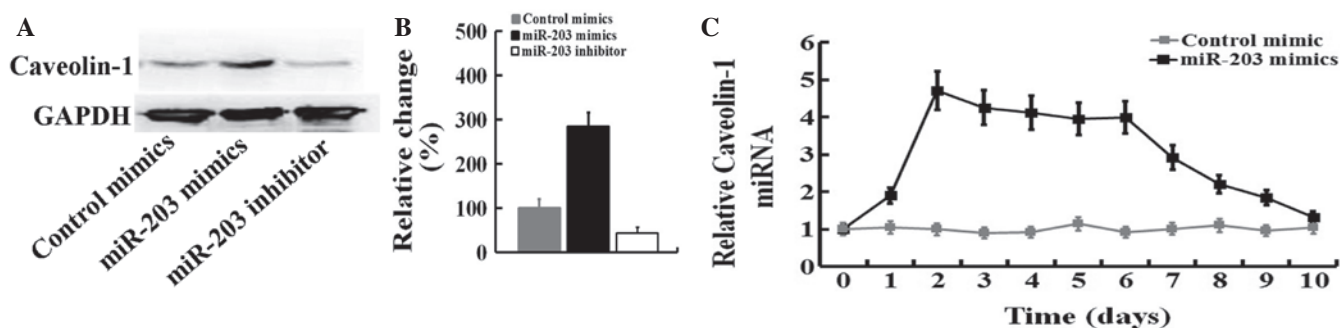 A
Caveolin-1
GAPDH
Control mimics
miR-203 mimics
miR-203 inhibitor
B
Control mimics
miR-203 mimics
miR-203 inhibitor
Relative change
(%)
500
400
300
200
100
0
C
Control mimic
miR-203 mimics
Relative Caveolin-1
miRNA
6
5
4
3
2
1
0
0 1 2 3 4 5 6 7 8 9 10
Time (days)